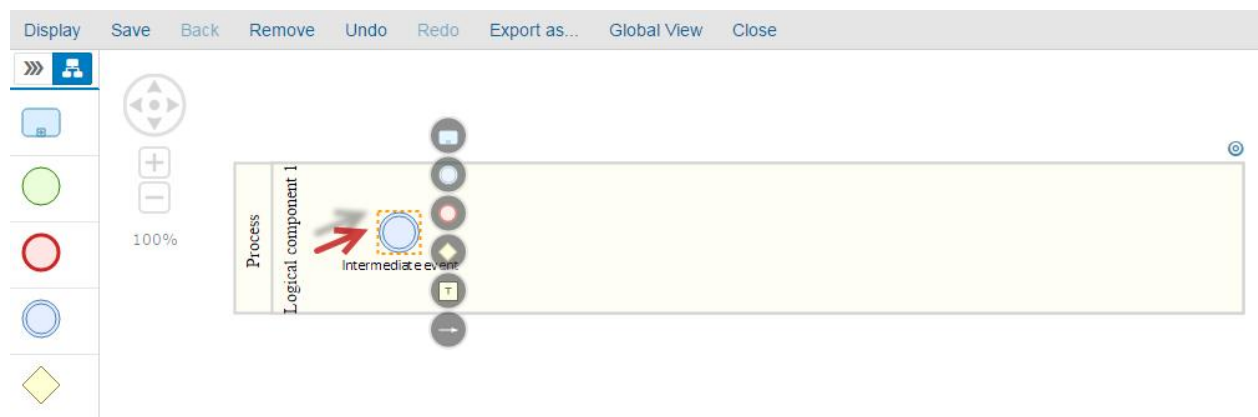 Display Save Back Remove Undo Redo Export as... Global View Close
100%
Process
Logical component 1
Intermediate event
T